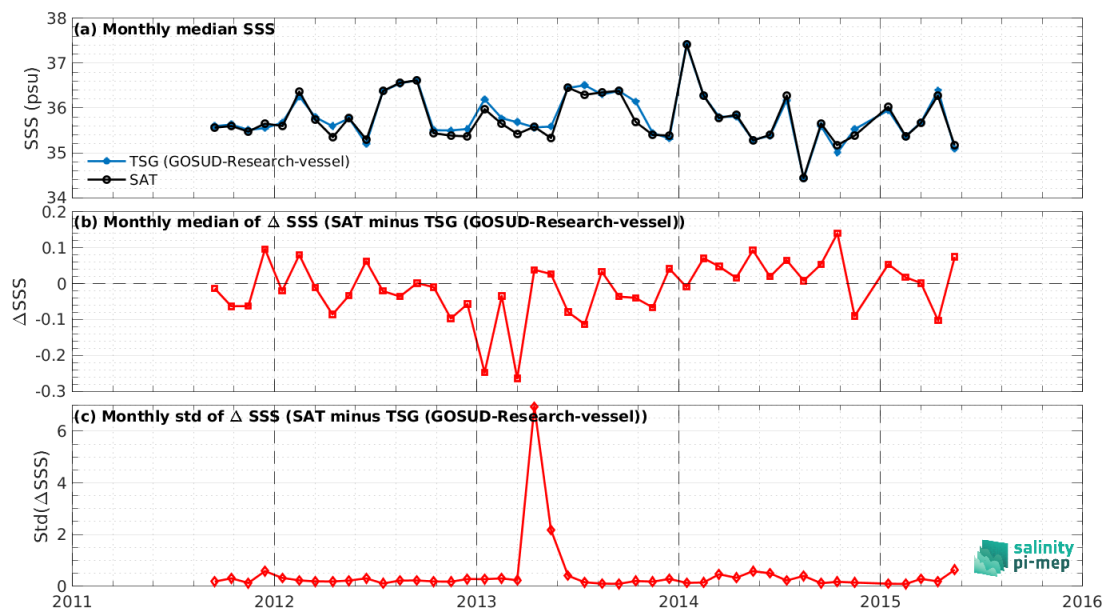 (a) Monthly median SSS
38
37
36
35
34
SSS (psu)
TSG (GOSUD-Research-vessel)
SAT
(b) Monthly median of Δ SSS (SAT minus TSG (GOSUD-Research-vessel))
0.2
0.1
0
-0.1
-0.2
-0.3
Δ SSS
(c) Monthly std of Δ SSS (SAT minus TSG (GOSUD-Research-vessel))
6
4
2
0
Std(Δ SSS)
salinity
pi-mep
2011 2012 2013 2014 2015 2016